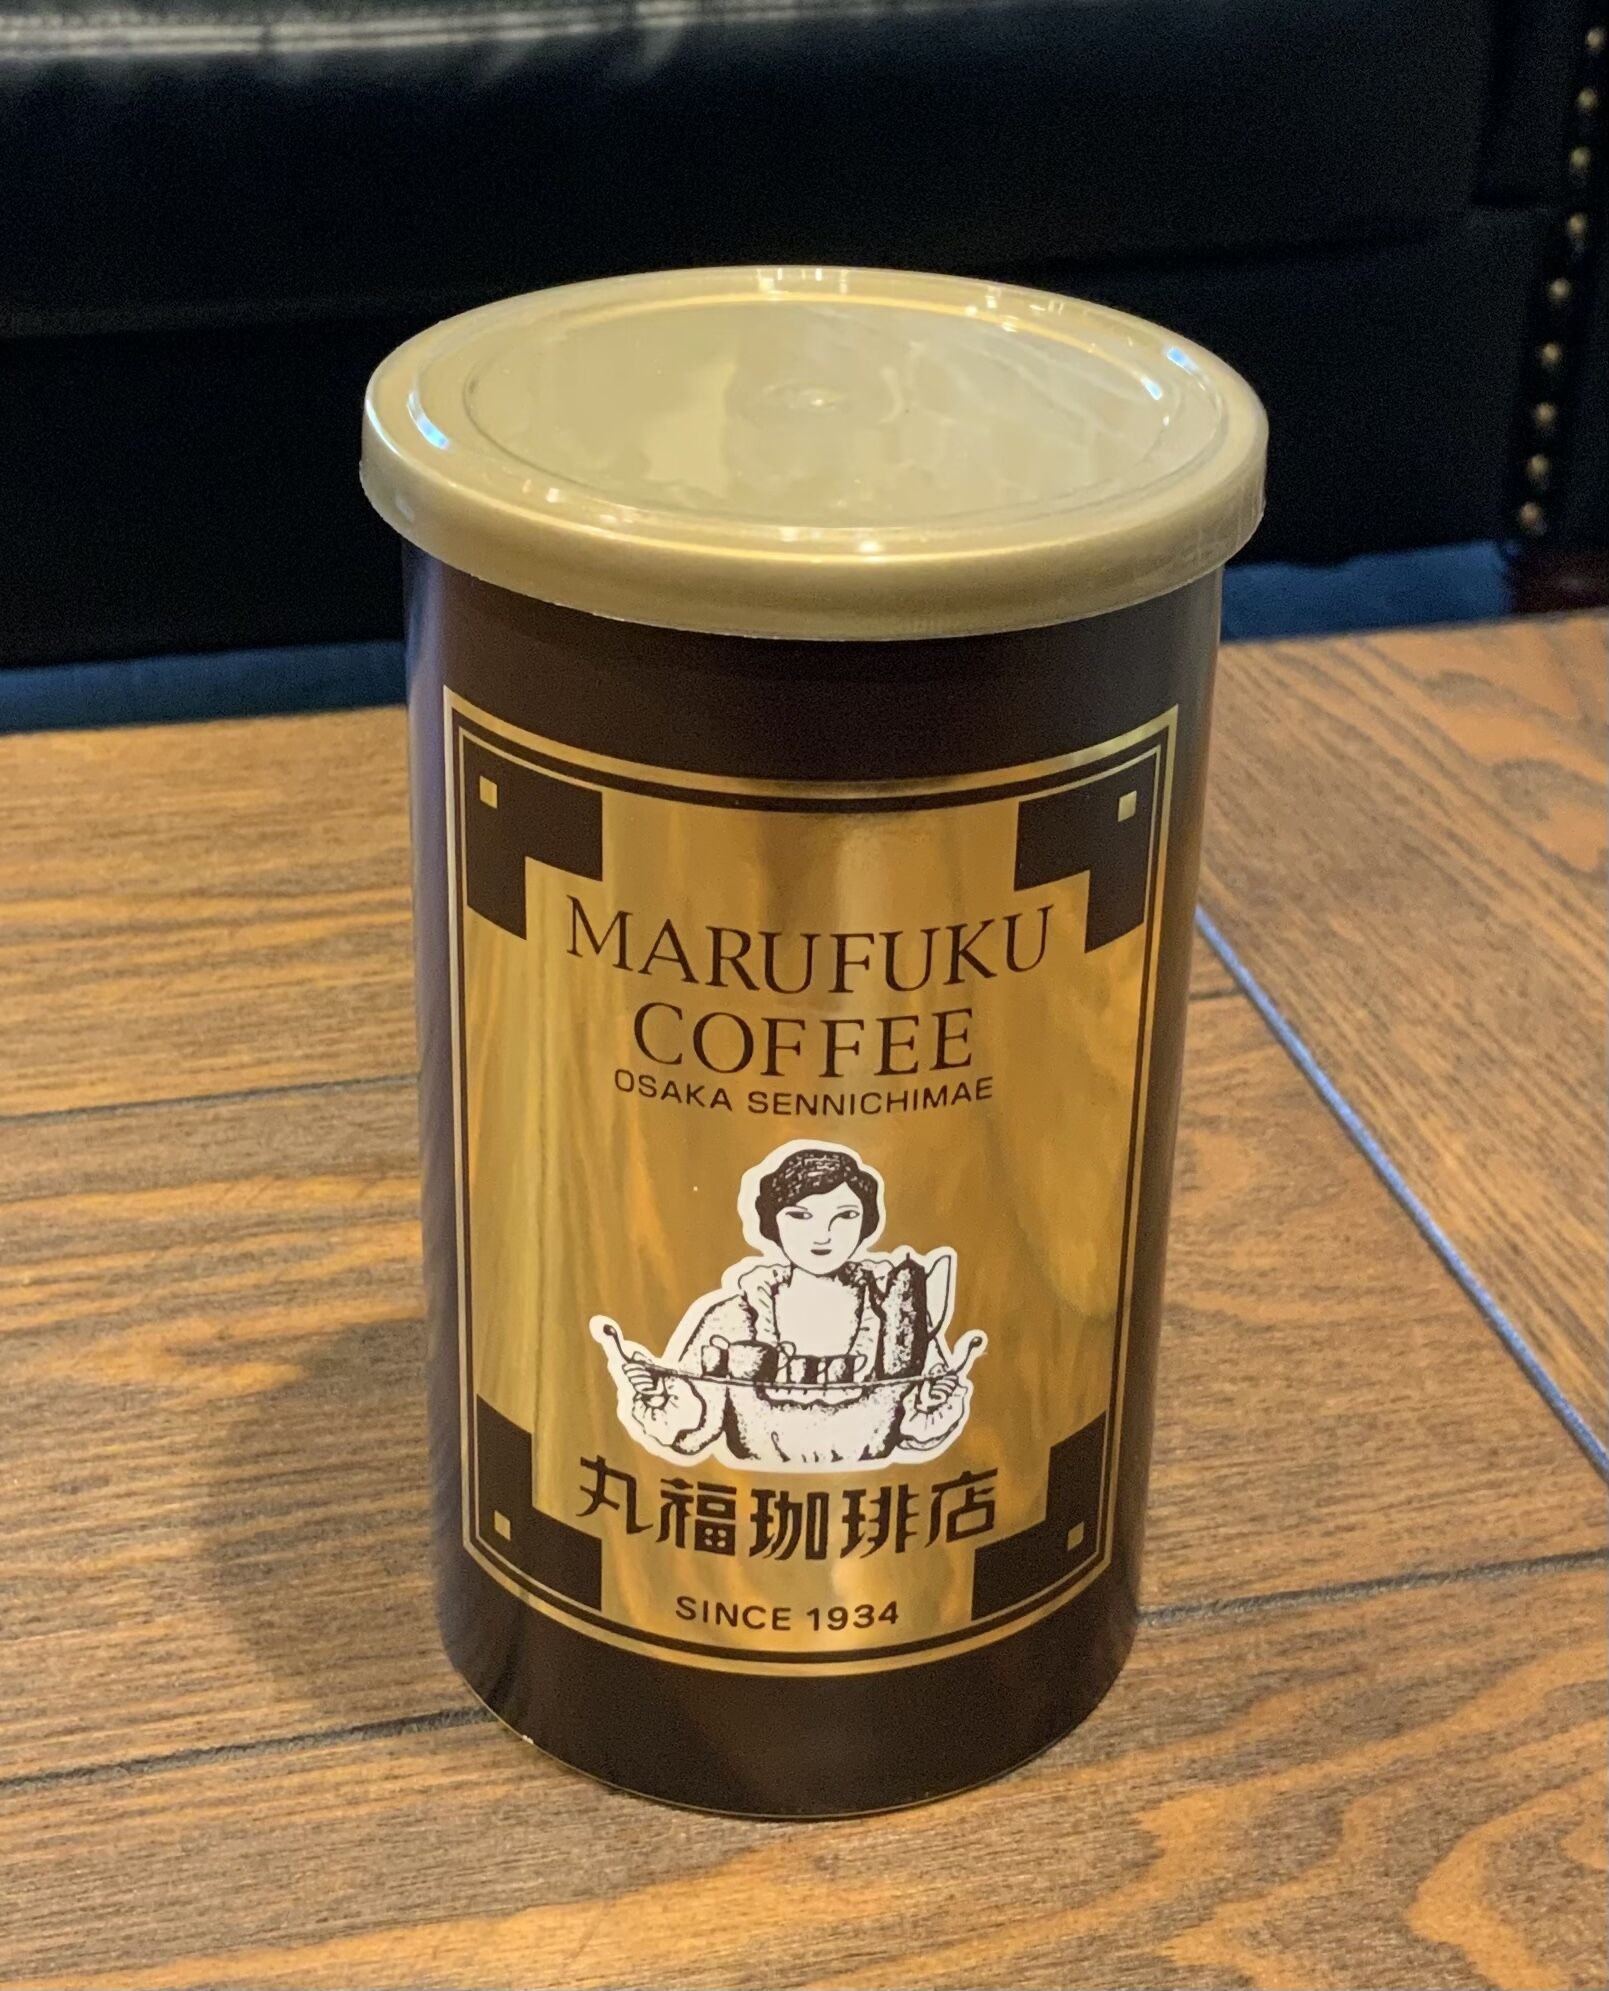 MARUFUKU
COFFEE
OSAKA SENNICHIMAE
丸福珈琲店
SINCE 1934